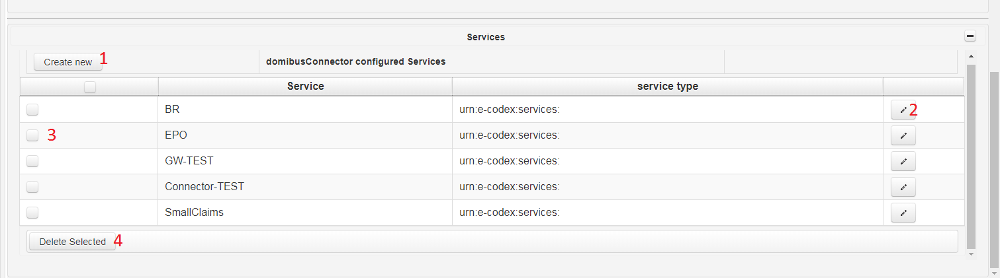 Services
Create new 1 domibusConnector configured Services
Service service type
BR urn:e-codex:services: 2
3 EPO urn:e-codex:services:
GW-TEST urn:e-codex:services:
Connector-TEST urn:e-codex:services:
SmallClaims urn:e-codex:services:
Delete Selected 4